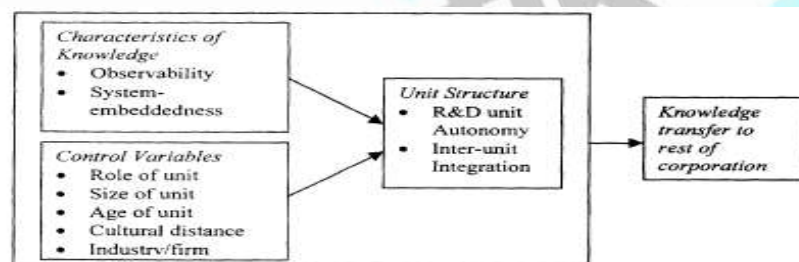 Characteristics of
Knowledge
• Observability
• System-
embeddedness
Control Variables
• Role of unit
• Size of unit
• Age of unit
• Cultural distance
• Industry/firm
Unit Structure
• R&D unit
Autonomy
• Inter-unit
Integration
Knowledge
transfer to
rest of
corporation